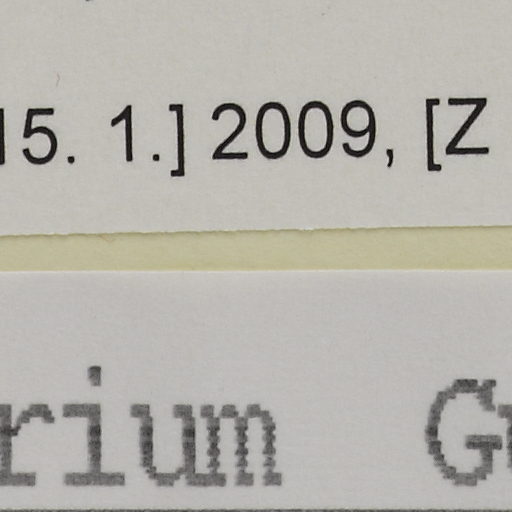 15. 1.] 2009, [Z
rium G